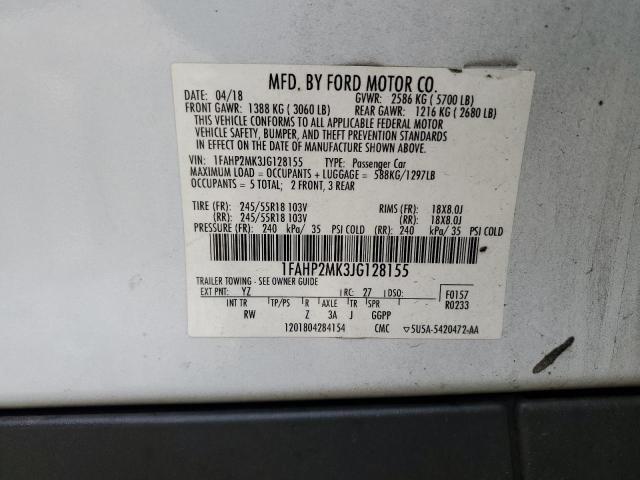 MFD. BY FORD MOTOR CO.
DATE: 04/18 GVWR: 2586 KG ( 5700 LB)
FRONT GAWR: 1388 KG ( 3060 LB) REAR GAWR: 1216 KG ( 2680 LB)
THIS VEHICLE CONFORMS TO ALL APPLICABLE FEDERAL MOTOR
VEHICLE SAFETY, BUMPER, AND THEFT PREVENTION STANDARDS
IN EFFECT ON THE DATE OF MANUFACTURE SHOWN ABOVE.
VIN: 1FAHP2MK3JG128155 TYPE: Passenger Car
MAXIMUM LOAD = OCCUPANTS + LUGGAGE = 588KG/1297LB
OCCUPANTS = 5 TOTAL; 2 FRONT, 3 REAR
TIRE (FR): 245/55R18 103V RIMS (FR): 18X8.0J
(RR): 245/55R18 103V (RR): 18X8.0J
PRESSURE (FR): 240 kPa/ 35 PSI COLD (RR): 240 kPa/ 35 PSI COLD
1FAHP2MK3JG128155
TRAILER TOWING - SEE OWNER GUIDE
EXT PNT: YZ RC: 27 DSO: F0157
INT TR TP/PS R AXLE TR SPR R0233
RW Z 3A J GGPP
1201804284154 CMC ▽5U5A-5420472-AA